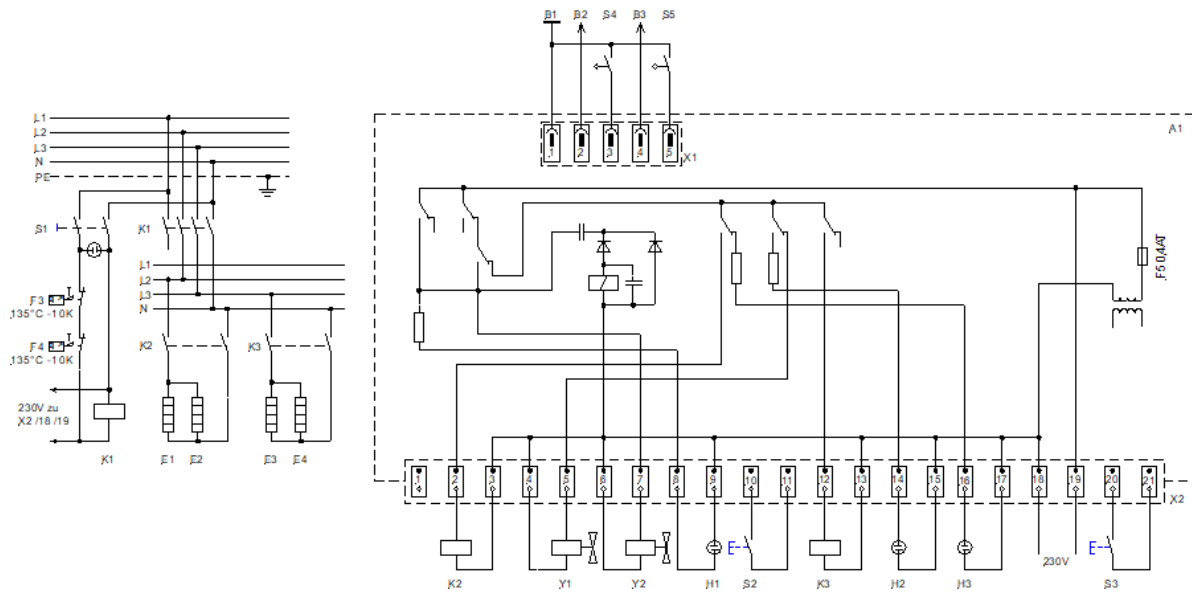 B1 B2 S4 B3 S5
L1
L2
L3
N
PE
A1
1 2 3 4 5
X1
S1
K1
L1
L2
L3
N
F3
135°C -10K
F4
135°C -10K
K2
K3
F5 0,4AT
230V zu
X2 /18 /19
K1
E1 E2 E3 E4
1 2 3 4 5 6 7 8 9 10 11 12 13 14 15 16 17 18 19 20 21
X2
K2 Y1 Y2 H1 S2 K3 H2 H3 230V S3